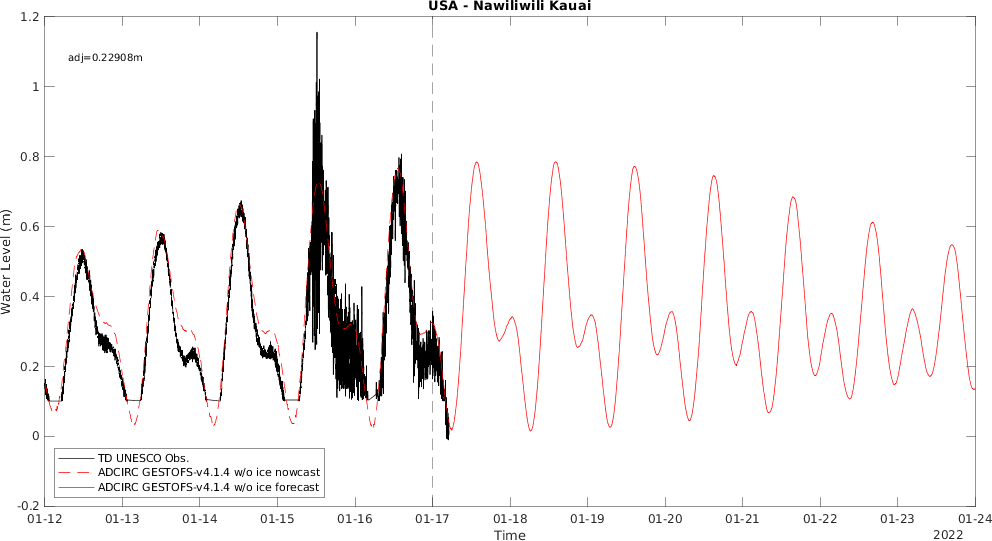 USA - Nawiliwili Kauai
adj=0.22908m
Water Level (m)
1.2
1
0.8
0.6
0.4
0.2
0
-0.2
TD UNESCO Obs.
ADCIRC GESTOFS-v4.1.4 w/o ice nowcast
ADCIRC GESTOFS-v4.1.4 w/o ice forecast
01-12 01-13 01-14 01-15 01-16 01-17 01-18 01-19 01-20 01-21 01-22 01-23 01-24
Time
2022